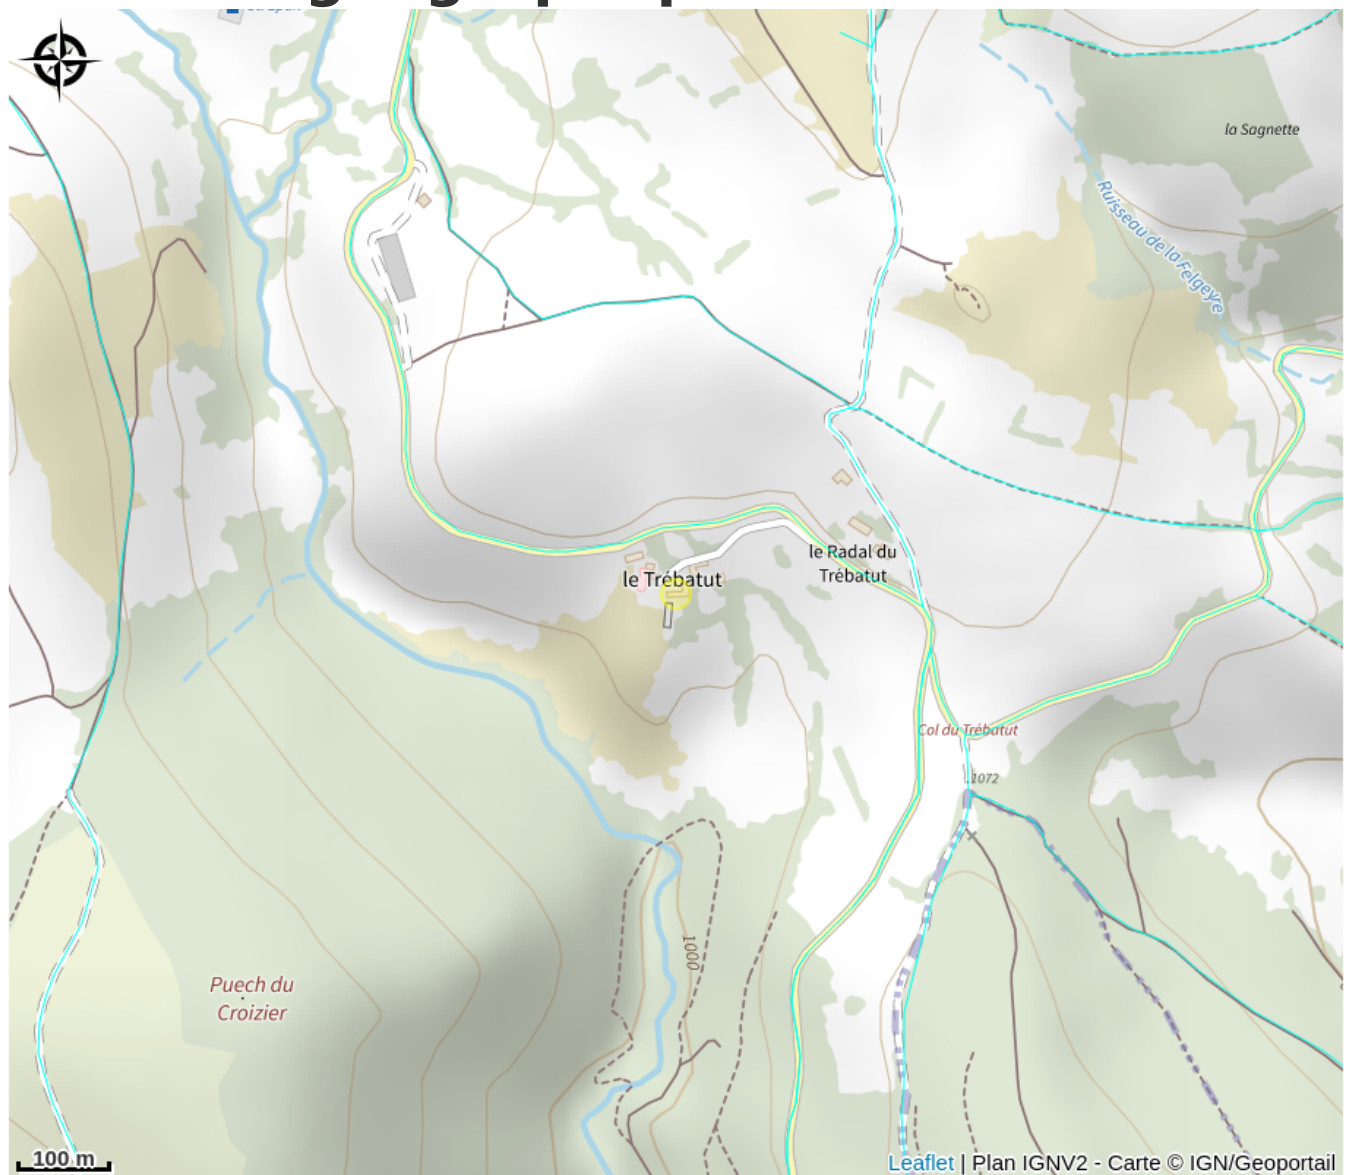 la Sagnette
Ruisseau de la Felgeyre
le Radal du
Trébatut
le Trébatut
Col du Trébatut
1072
1000
Puech du
Croizier
100 m
Leaflet | Plan IGNV2 - Carte © IGN/Geoportail